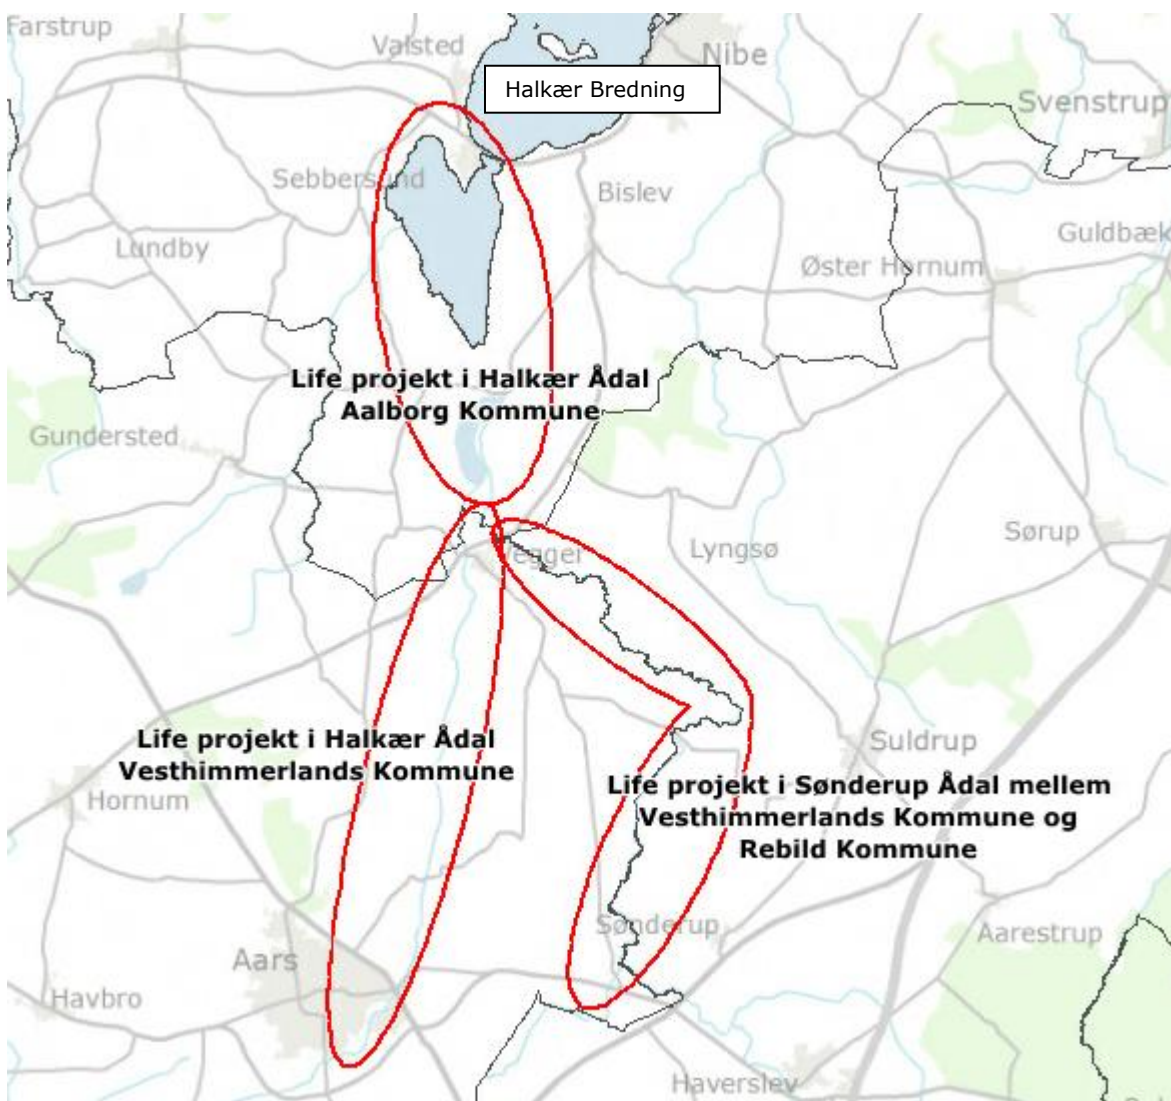 Farstrup
Valsted
Nibe
Halkær Bredning
Svenstrup
Sebbersund
Bislev
Lundby
Guldbæk
Øster Hornum
Life projekt i Halkær Ådal
Aalborg Kommune
Gundersted
Sørup
Lyngsø
Life projekt i Halkær Ådal
Vesthimmerlands Kommune
Suldrup
Hornum
Life projekt i Sønderup Ådal mellem
Vesthimmerlands Kommune og
Rebild Kommune
Sønderup
Aarestrup
Aars
Havbro
Haverslev